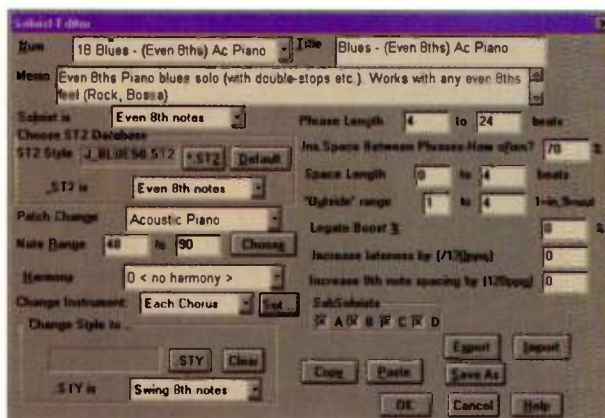 Soloist Editor
Num 18 Blues - (Even 8ths) Ac Piano Title Blues - (Even 8ths) Ac Piano
Memo Even 8ths Piano blues solo (with double-stops etc.). Works with any even 8ths
feel (Rock, Bossa)
Soloist is Even 8th notes
Choose ST2 Database
ST2 Style J_BLUES6.ST2 *.ST2 Default
.ST2 is Even 8th notes
Patch Change Acoustic Piano
Note Range 48 to 90 Choose
Harmony 0 < no harmony >
Change Instrument: Each Chorus Set...
Change Style to ...
.STY Clear
.STY is Swing 8th notes
Phrase Length 4 to 24 beats
Ins. Space Between Phrases-How often? 70 %
Space Length 0 to 4 beats
"Outside" range 1 to 4
Legato Boost % 0 %
Increase lateness by (/120ppq) 0
Increase 8th note spacing by (120ppq) 0
SubSoloists
A B C D
Export Import
Copy Paste Save As
OK Cancel Help